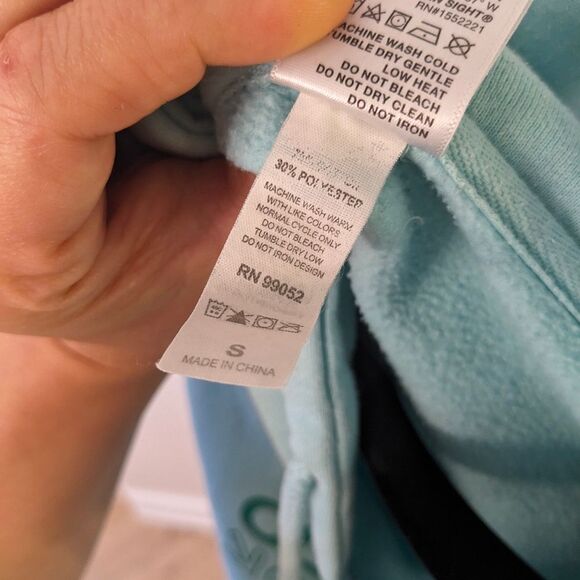 SIGHT®
RN#1552221
MACHINE WASH COLD
TUMBLE DRY GENTLE
LOW HEAT
DO NOT BLEACH
DO NOT DRY CLEAN
DO NOT IRON
30% POLYESTER
MACHINE WASH WARM
WITH LIKE COLORS
NORMAL CYCLE ONLY
DO NOT BLEACH
TUMBLE DRY LOW
DO NOT IRON DESIGN
RN 99052
S
MADE IN CHINA